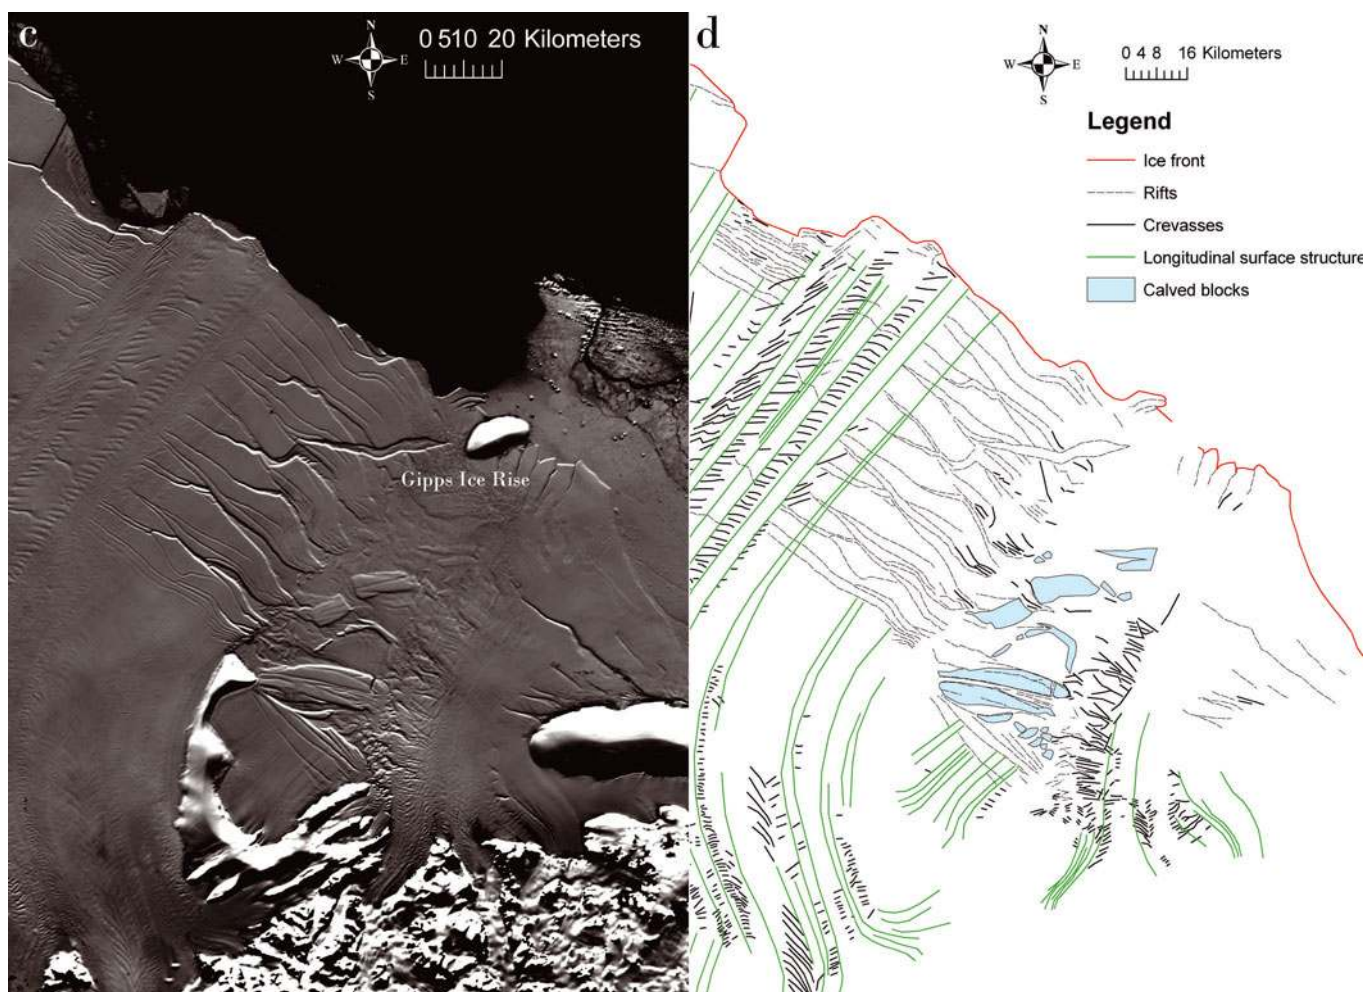 c
N
W E
S
0 510 20 Kilometers
Gipps Ice Rise
d
N
W E
S
0 4 8 16 Kilometers
Legend
Ice front
Rifts
Crevasses
Longitudinal surface structure
Calved blocks